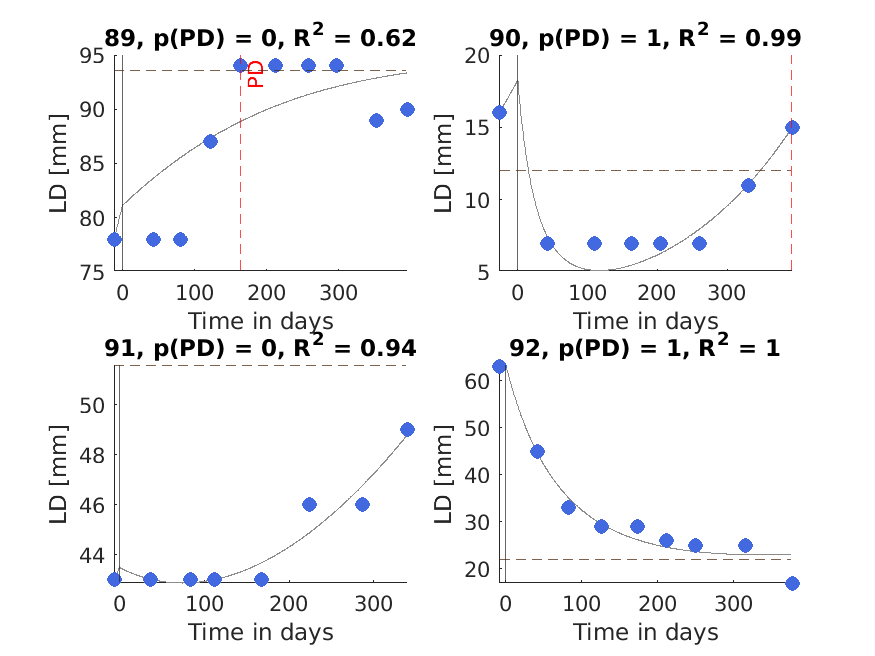 89, p(PD) = 0, R² = 0.62
95
90
85
80
75
LD [mm]
PD
0 100 200 300
Time in days
90, p(PD) = 1, R² = 0.99
20
15
10
5
LD [mm]
0 100 200 300
Time in days
91, p(PD) = 0, R² = 0.94
50
48
46
44
LD [mm]
0 100 200 300
Time in days
92, p(PD) = 1, R² = 1
60
50
40
30
20
LD [mm]
0 100 200 300
Time in days